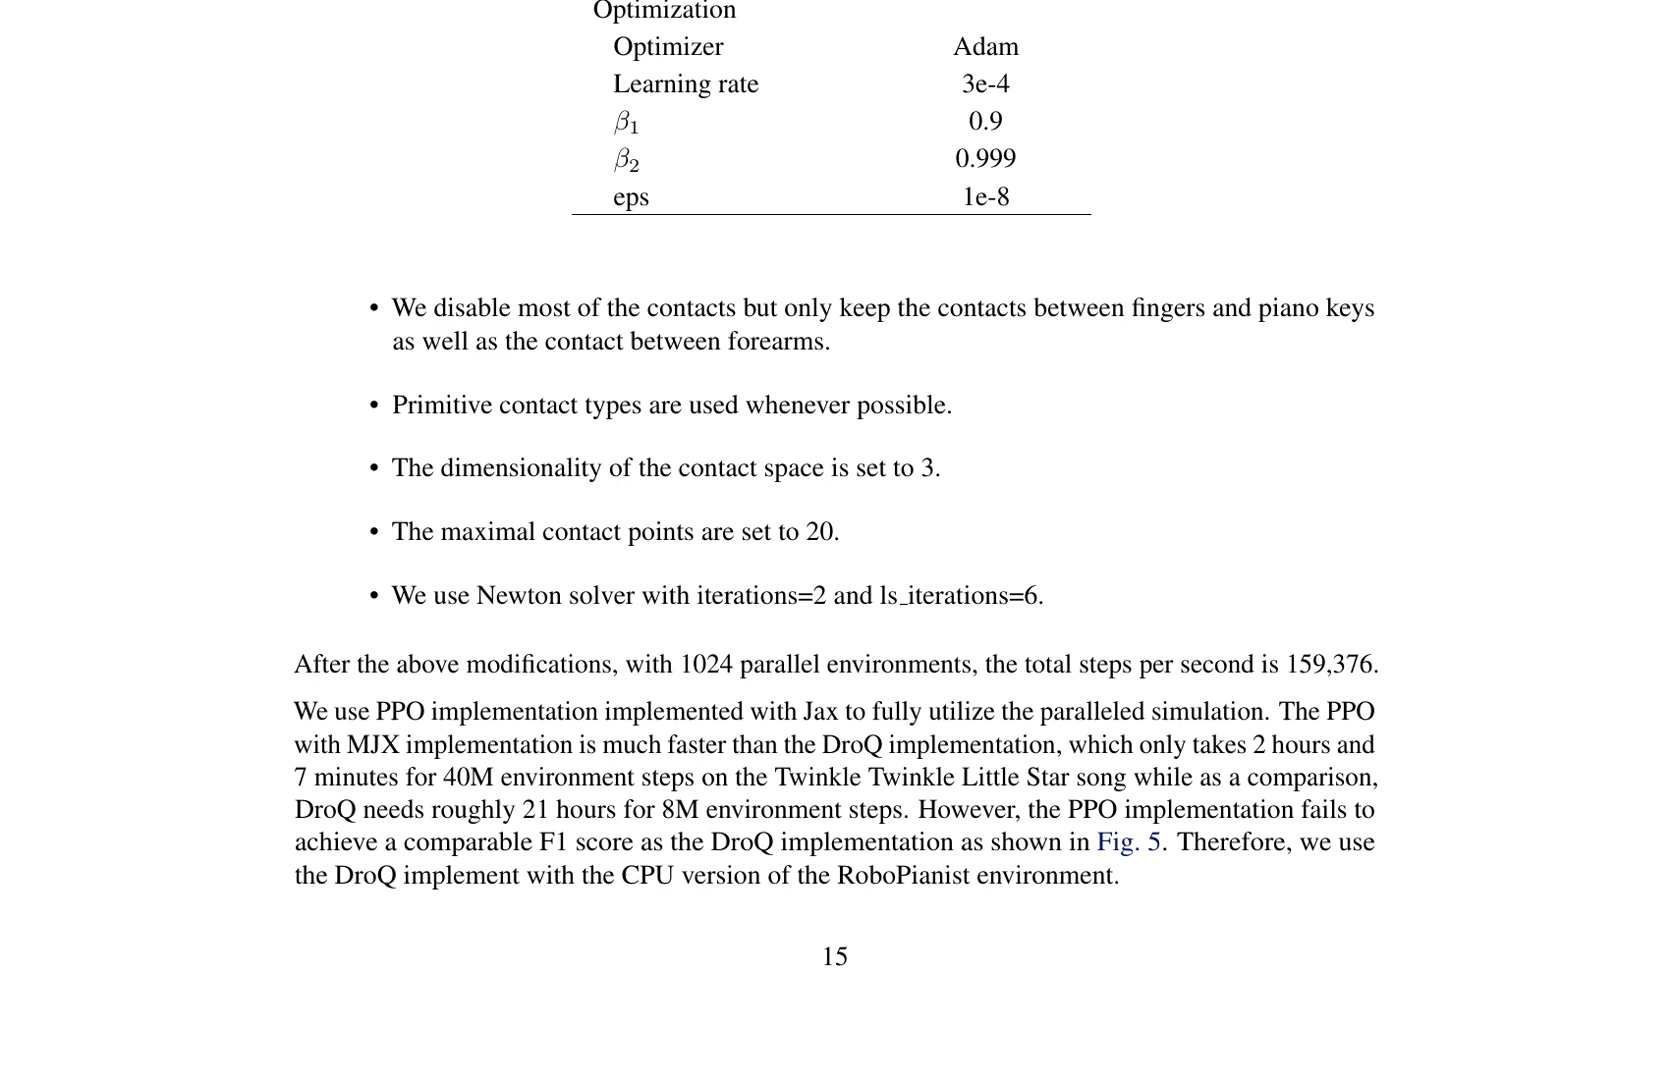 Optimization
Optimizer Adam
Learning rate 3e-4
β1 0.9
β2 0.999
eps 1e-8
• We disable most of the contacts but only keep the contacts between fingers and piano keys
as well as the contact between forearms.
• Primitive contact types are used whenever possible.
• The dimensionality of the contact space is set to 3.
• The maximal contact points are set to 20.
• We use Newton solver with iterations=2 and ls_iterations=6.
After the above modifications, with 1024 parallel environments, the total steps per second is 159,376.
We use PPO implementation implemented with Jax to fully utilize the paralleled simulation. The PPO
with MJX implementation is much faster than the DroQ implementation, which only takes 2 hours and
7 minutes for 40M environment steps on the Twinkle Twinkle Little Star song while as a comparison,
DroQ needs roughly 21 hours for 8M environment steps. However, the PPO implementation fails to
achieve a comparable F1 score as the DroQ implementation as shown in Fig. 5. Therefore, we use
the DroQ implement with the CPU version of the RoboPianist environment.
15